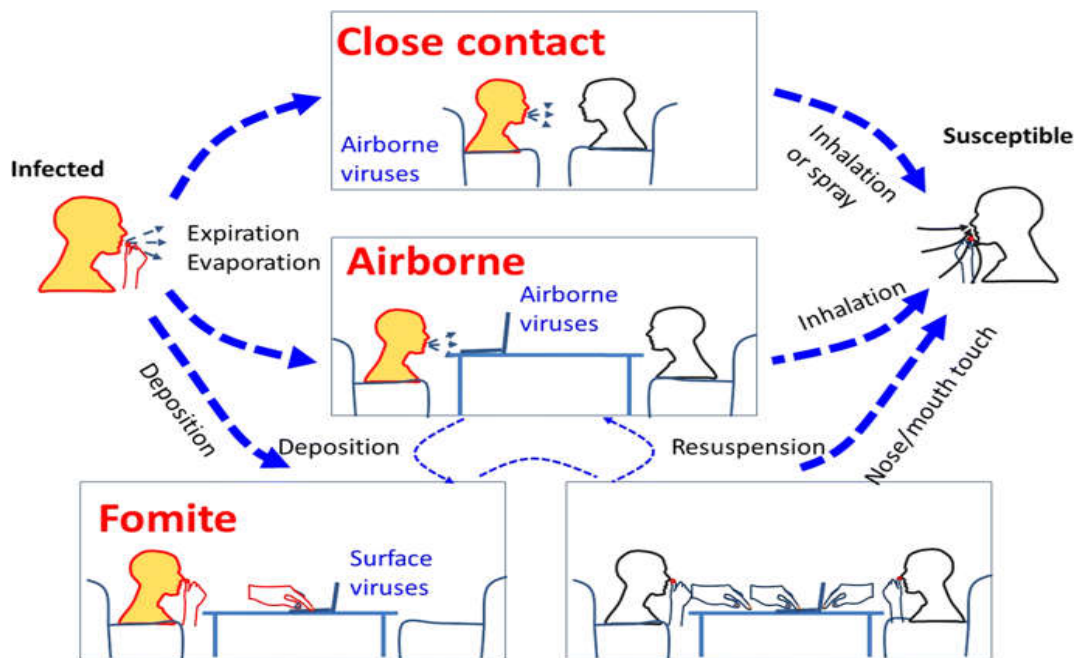 Close contact
Airborne
viruses
Infected
Expiration
Evaporation
Inhalation
or spray
Susceptible
Airborne
Airborne
viruses
Inhalation
Deposition
Deposition
Resuspension
Nose/mouth touch
Fomite
Surface
viruses